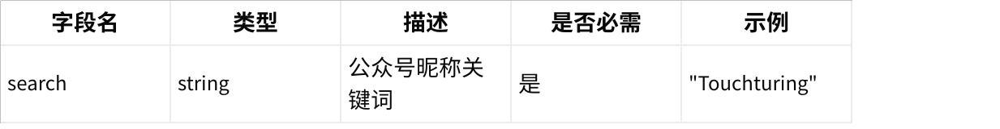 字段名 类型 描述 是否必需 示例
search string 公众号昵称关 是 "Touchturing"
键词